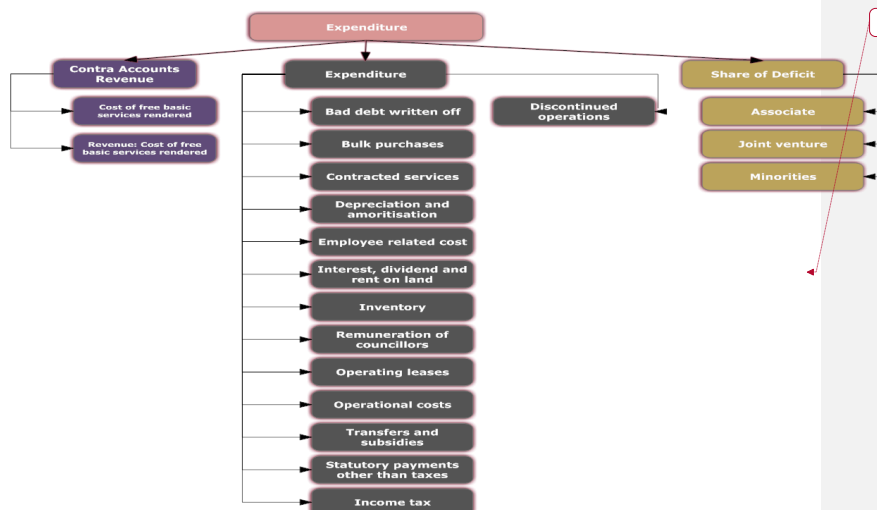 Expenditure
Contra Accounts
Revenue
Cost of free basic
services rendered
Revenue: Cost of free
basic services rendered
Expenditure
Bad debt written off
Bulk purchases
Contracted services
Depreciation and
amoritisation
Employee related cost
Interest, dividend and
rent on land
Inventory
Remuneration of
councillors
Operating leases
Operational costs
Transfers and
subsidies
Statutory payments
other than taxes
Income tax
Discontinued
operations
Share of Deficit
Associate
Joint venture
Minorities